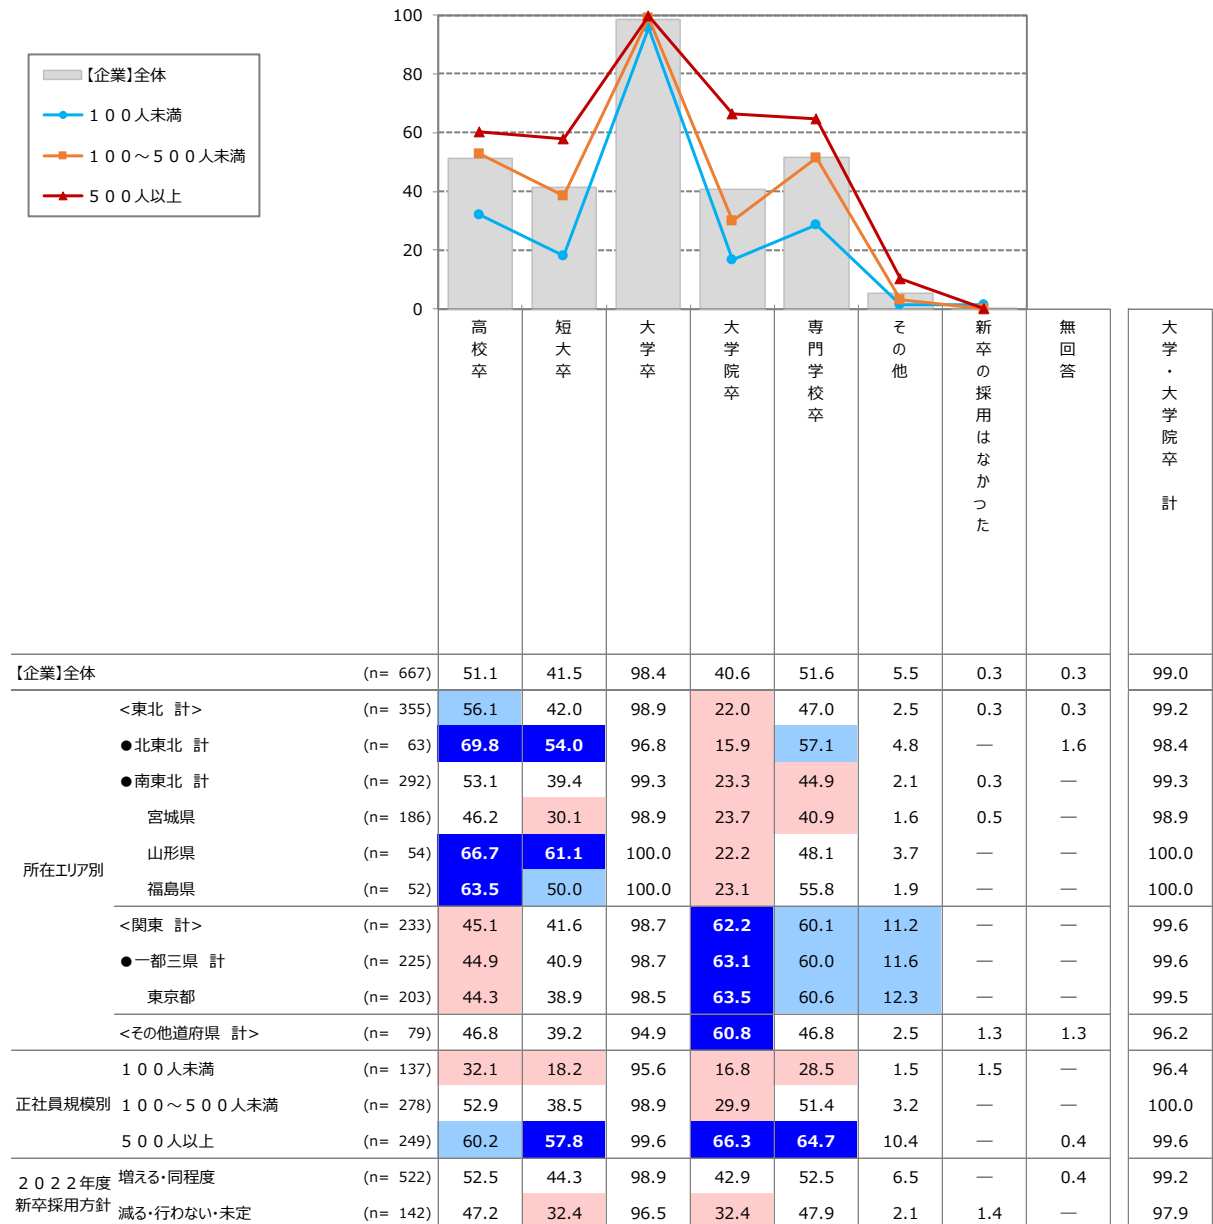 100
80
60
40
20
0
【企業】全体
１００人未満
１００～５００人未満
５００人以上
高校卒
短大卒
大学卒
大学院卒
専門学校卒
その他
新卒の採用はなかつた
無回答
大学・大学院卒　計
【企業】全体 (n= 667) 51.1 41.5 98.4 40.6 51.6 5.5 0.3 0.3 99.0
所在エリア別
<東北 計> (n= 355) 56.1 42.0 98.9 22.0 47.0 2.5 0.3 0.3 99.2
●北東北 計 (n= 63) 69.8 54.0 96.8 15.9 57.1 4.8 — 1.6 98.4
●南東北 計 (n= 292) 53.1 39.4 99.3 23.3 44.9 2.1 0.3 — 99.3
宮城県 (n= 186) 46.2 30.1 98.9 23.7 40.9 1.6 0.5 — 98.9
山形県 (n= 54) 66.7 61.1 100.0 22.2 48.1 3.7 — — 100.0
福島県 (n= 52) 63.5 50.0 100.0 23.1 55.8 1.9 — — 100.0
<関東 計> (n= 233) 45.1 41.6 98.7 62.2 60.1 11.2 — — 99.6
●一都三県 計 (n= 225) 44.9 40.9 98.7 63.1 60.0 11.6 — — 99.6
東京都 (n= 203) 44.3 38.9 98.5 63.5 60.6 12.3 — — 99.5
<その他道府県 計> (n= 79) 46.8 39.2 94.9 60.8 46.8 2.5 1.3 1.3 96.2
正社員規模別
１００人未満 (n= 137) 32.1 18.2 95.6 16.8 28.5 1.5 1.5 — 96.4
１００～５００人未満 (n= 278) 52.9 38.5 98.9 29.9 51.4 3.2 — — 100.0
５００人以上 (n= 249) 60.2 57.8 99.6 66.3 64.7 10.4 — 0.4 99.6
２０２２年度
新卒採用方針
増える・同程度 (n= 522) 52.5 44.3 98.9 42.9 52.5 6.5 — 0.4 99.2
減る・行わない・未定 (n= 142) 47.2 32.4 96.5 32.4 47.9 2.1 1.4 — 97.9